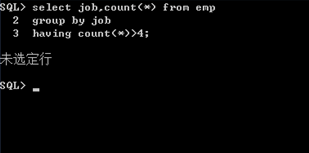 SQL> select job,count(*) from emp
  2  group by job
  3  having count(*)>4;
未选定行
SQL>